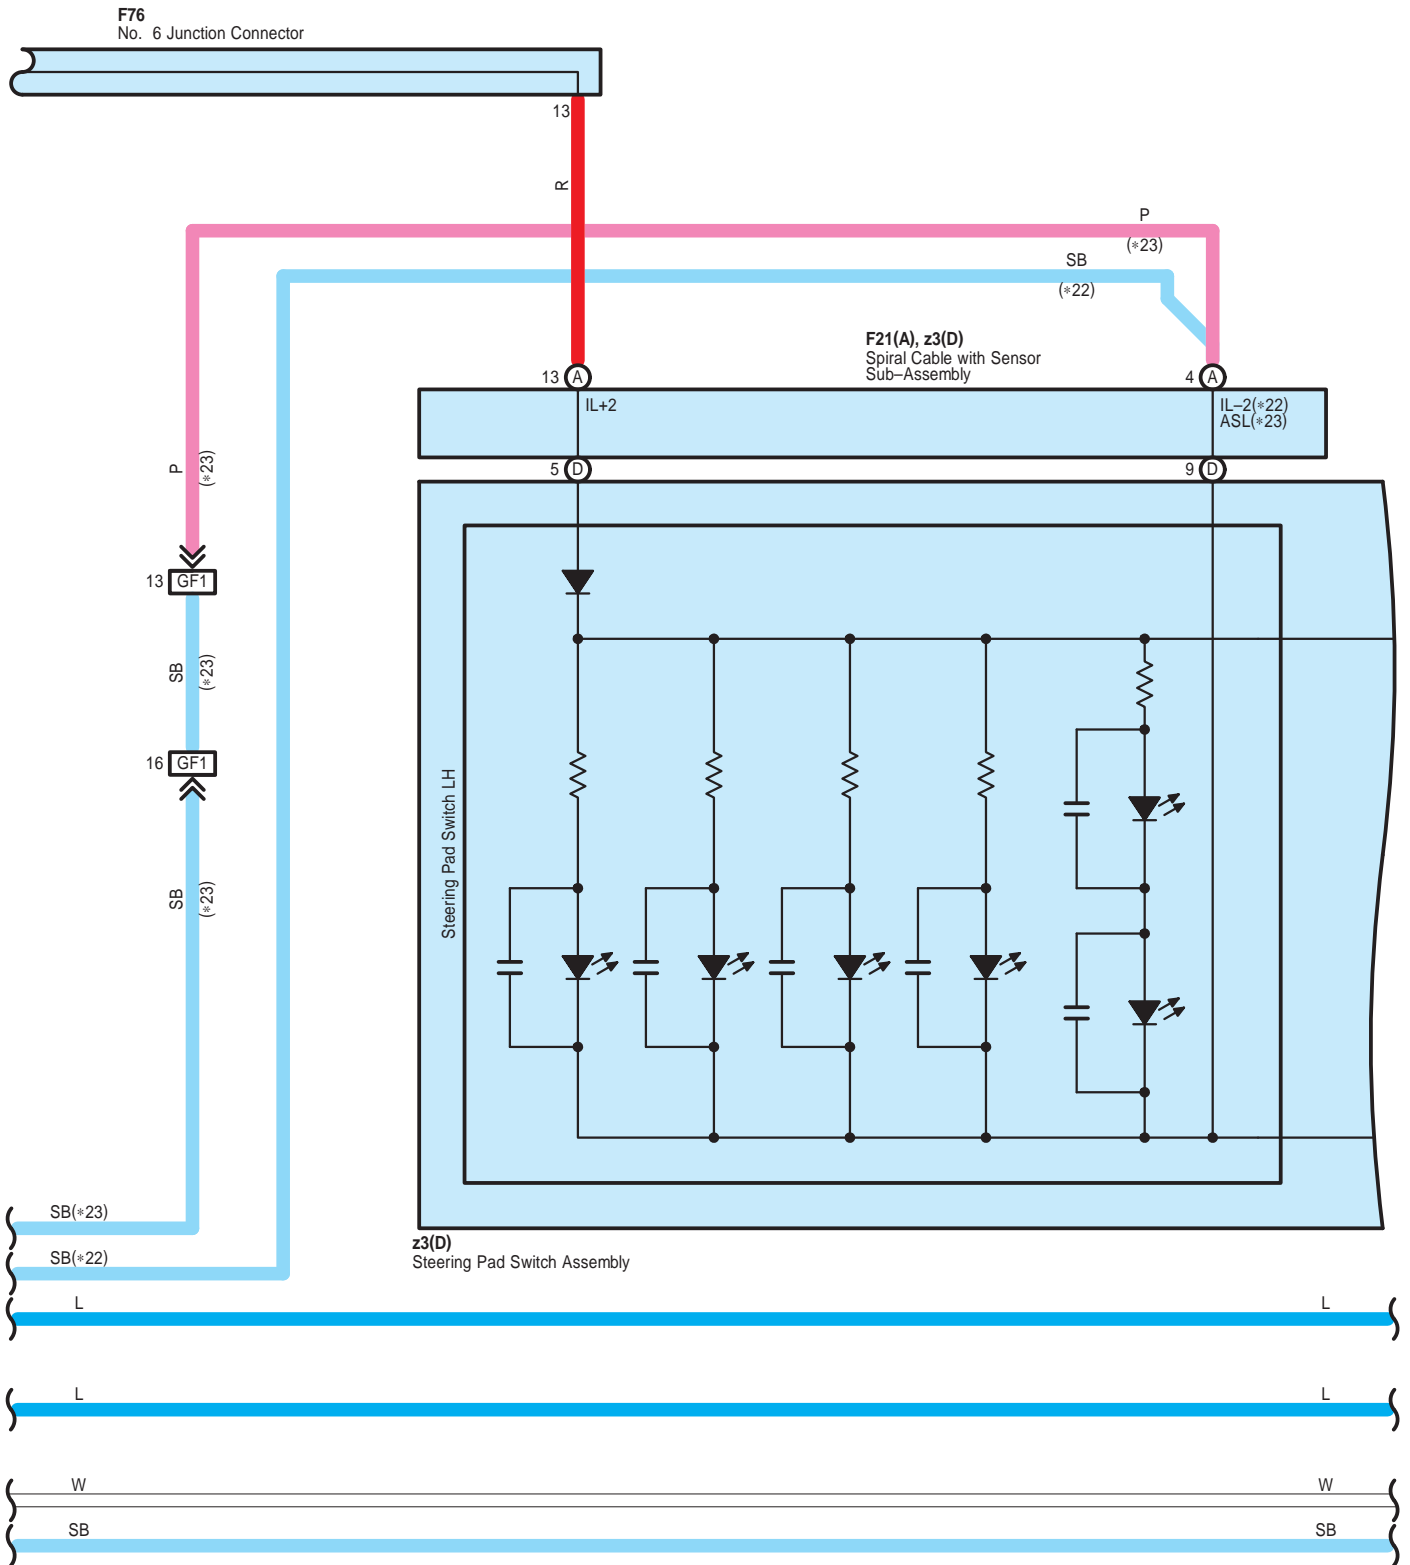 F76
No. 6 Junction Connector
13
R
P
(*23)
SB
(*22)
F21(A), z3(D)
Spiral Cable with Sensor
Sub–Assembly
13 A
4 A
IL+2
IL–2(*22)
ASL(*23)
5 D
9 D
P
(*23)
13 GF1
SB
(*23)
16 GF1
Steering Pad Switch LH
SB
(*23)
SB(*23)
z3(D)
SB(*22)
Steering Pad Switch Assembly
L
L
L
L
W
W
SB
SB